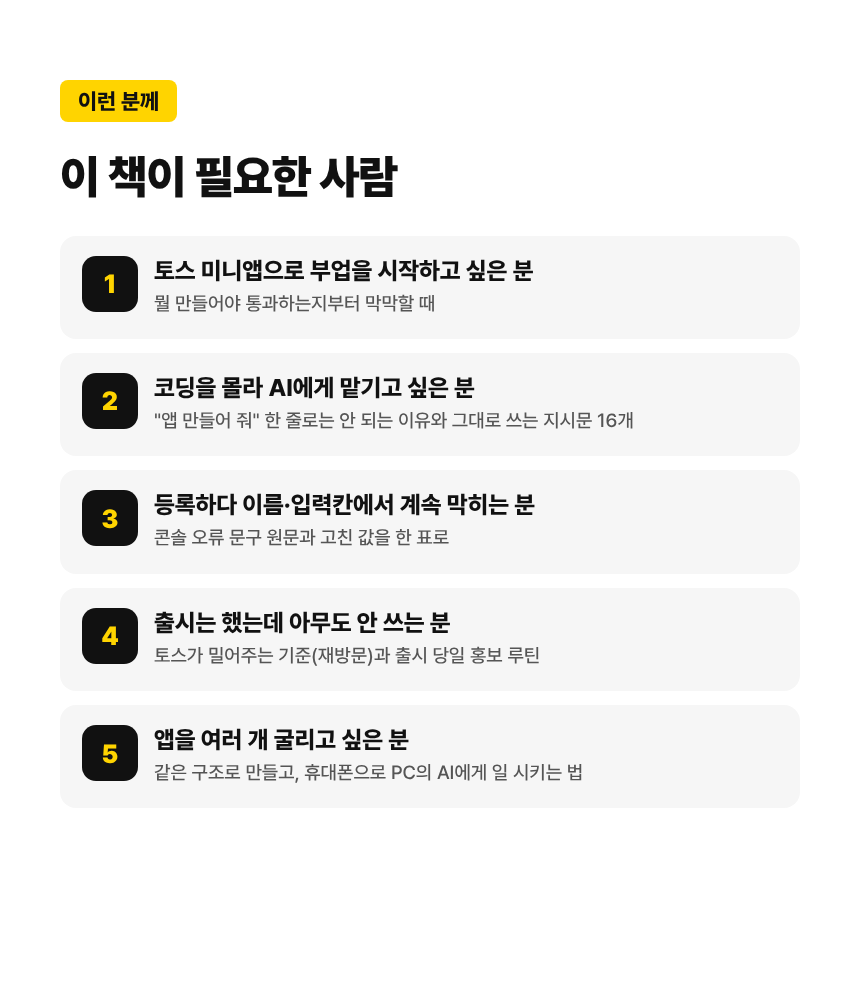 이런 분께
이 책이 필요한 사람
1
토스 미니앱으로 부업을 시작하고 싶은 분
뭘 만들어야 통과하는지부터 막막할 때
2
코딩을 몰라 AI에게 맡기고 싶은 분
"앱 만들어 줘" 한 줄로는 안 되는 이유와 그대로 쓰는 지시문 16개
3
등록하다 이름·입력칸에서 계속 막히는 분
콘솔 오류 문구 원문과 고친 값을 한 표로
4
출시는 했는데 아무도 안 쓰는 분
토스가 밀어주는 기준(재방문)과 출시 당일 홍보 루틴
5
앱을 여러 개 굴리고 싶은 분
같은 구조로 만들고, 휴대폰으로 PC의 AI에게 일 시키는 법